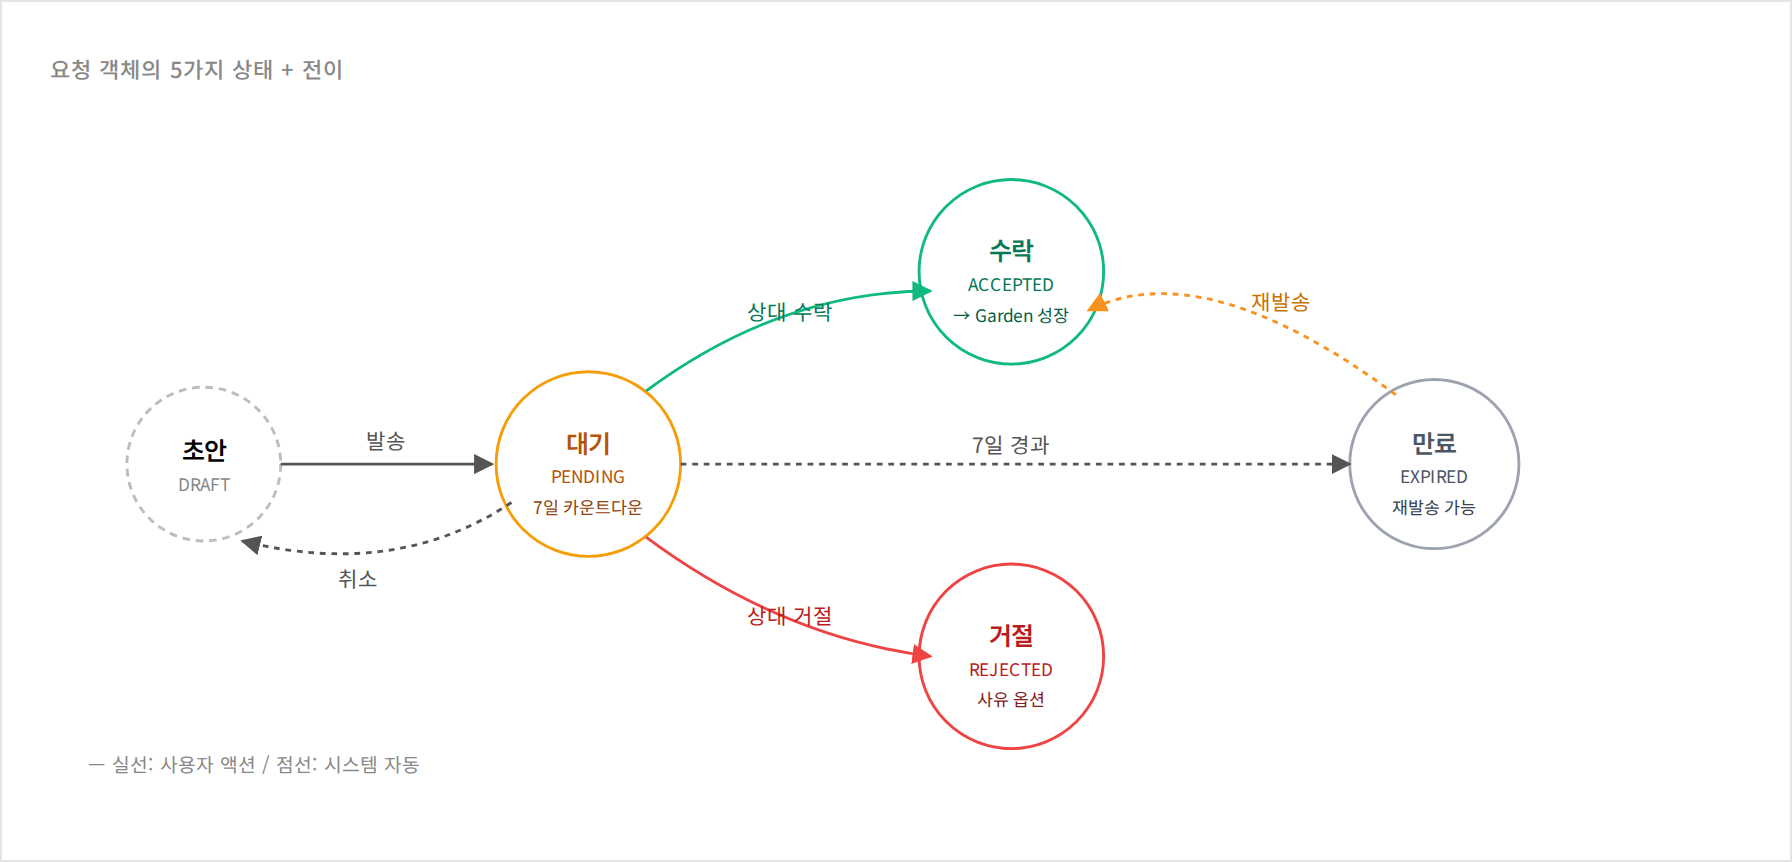 요청 객체의 5가지 상태 + 전이
수락
ACCEPTED
→ Garden 성장
상대 수락
재발송
초안
DRAFT
발송
대기
PENDING
7일 카운트다운
7일 경과
만료
EXPIRED
재발송 가능
취소
상대 거절
거절
REJECTED
사유 옵션
— 실선: 사용자 액션 / 점선: 시스템 자동